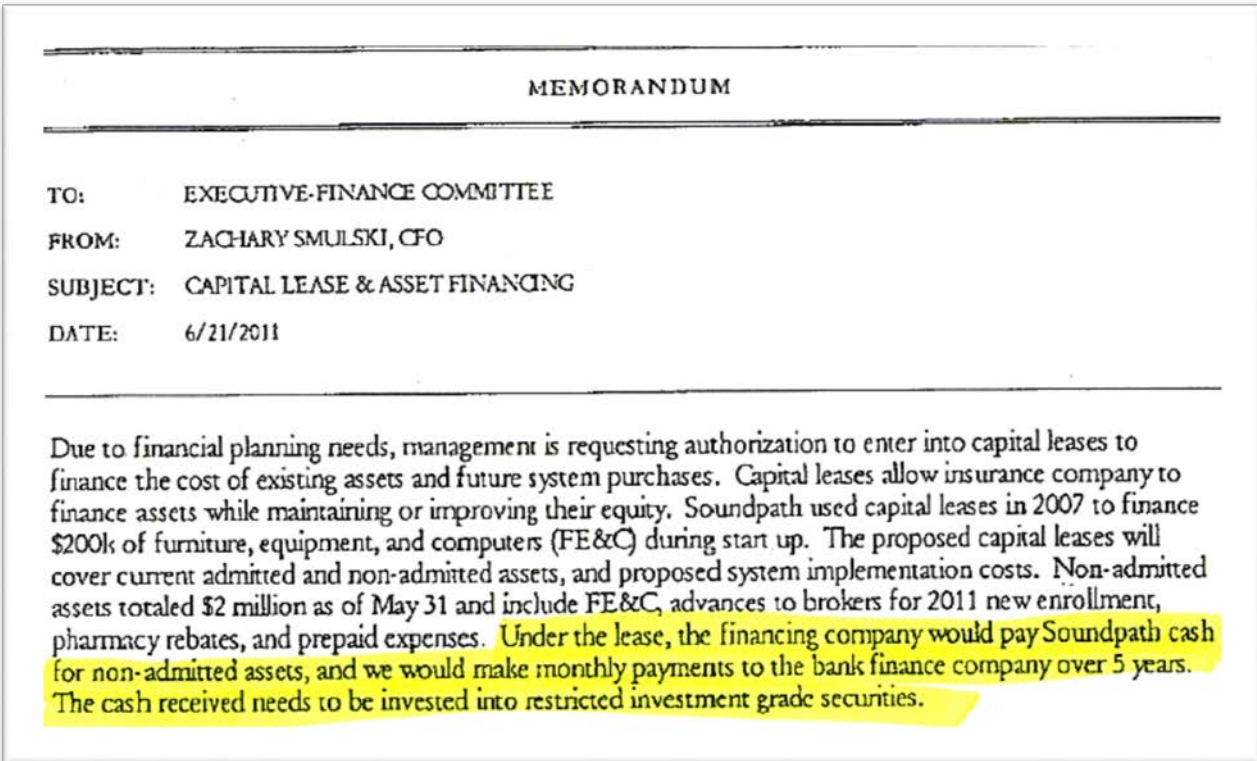 MEMORANDUM
TO: EXECUTIVE-FINANCE COMMITTEE
FROM: ZACHARY SMULSKI, CFO
SUBJECT: CAPITAL LEASE & ASSET FINANCING
DATE: 6/21/2011
Due to financial planning needs, management is requesting authorization to enter into capital leases to
finance the cost of existing assets and future system purchases. Capital leases allow insurance company to
finance assets while maintaining or improving their equity. Soundpath used capital leases in 2007 to finance
$200k of furniture, equipment, and computers (FE&C) during start up. The proposed capital leases will
cover current admitted and non-admitted assets, and proposed system implementation costs. Non-admitted
assets totaled $2 million as of May 31 and include FE&C, advances to brokers for 2011 new enrollment,
pharmacy rebates, and prepaid expenses. Under the lease, the financing company would pay Soundpath cash
for non-admitted assets, and we would make monthly payments to the bank finance company over 5 years.
The cash received needs to be invested into restricted investment grade securities.